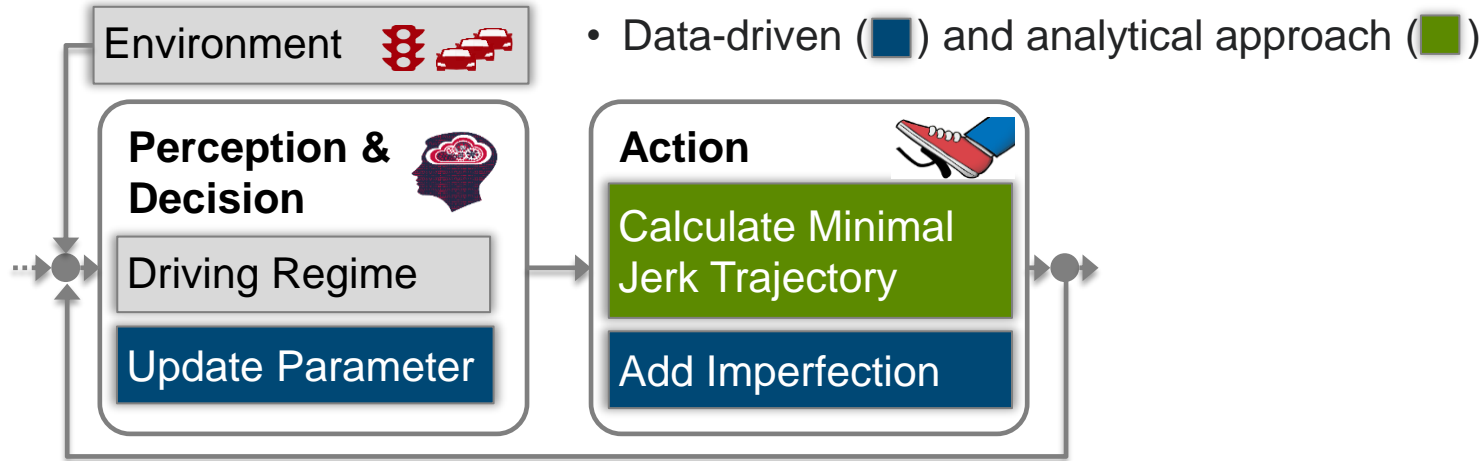 Environment
• Data-driven ( ) and analytical approach ( )
Perception &
Decision
Driving Regime
Update Parameter
Action
Calculate Minimal
Jerk Trajectory
Add Imperfection